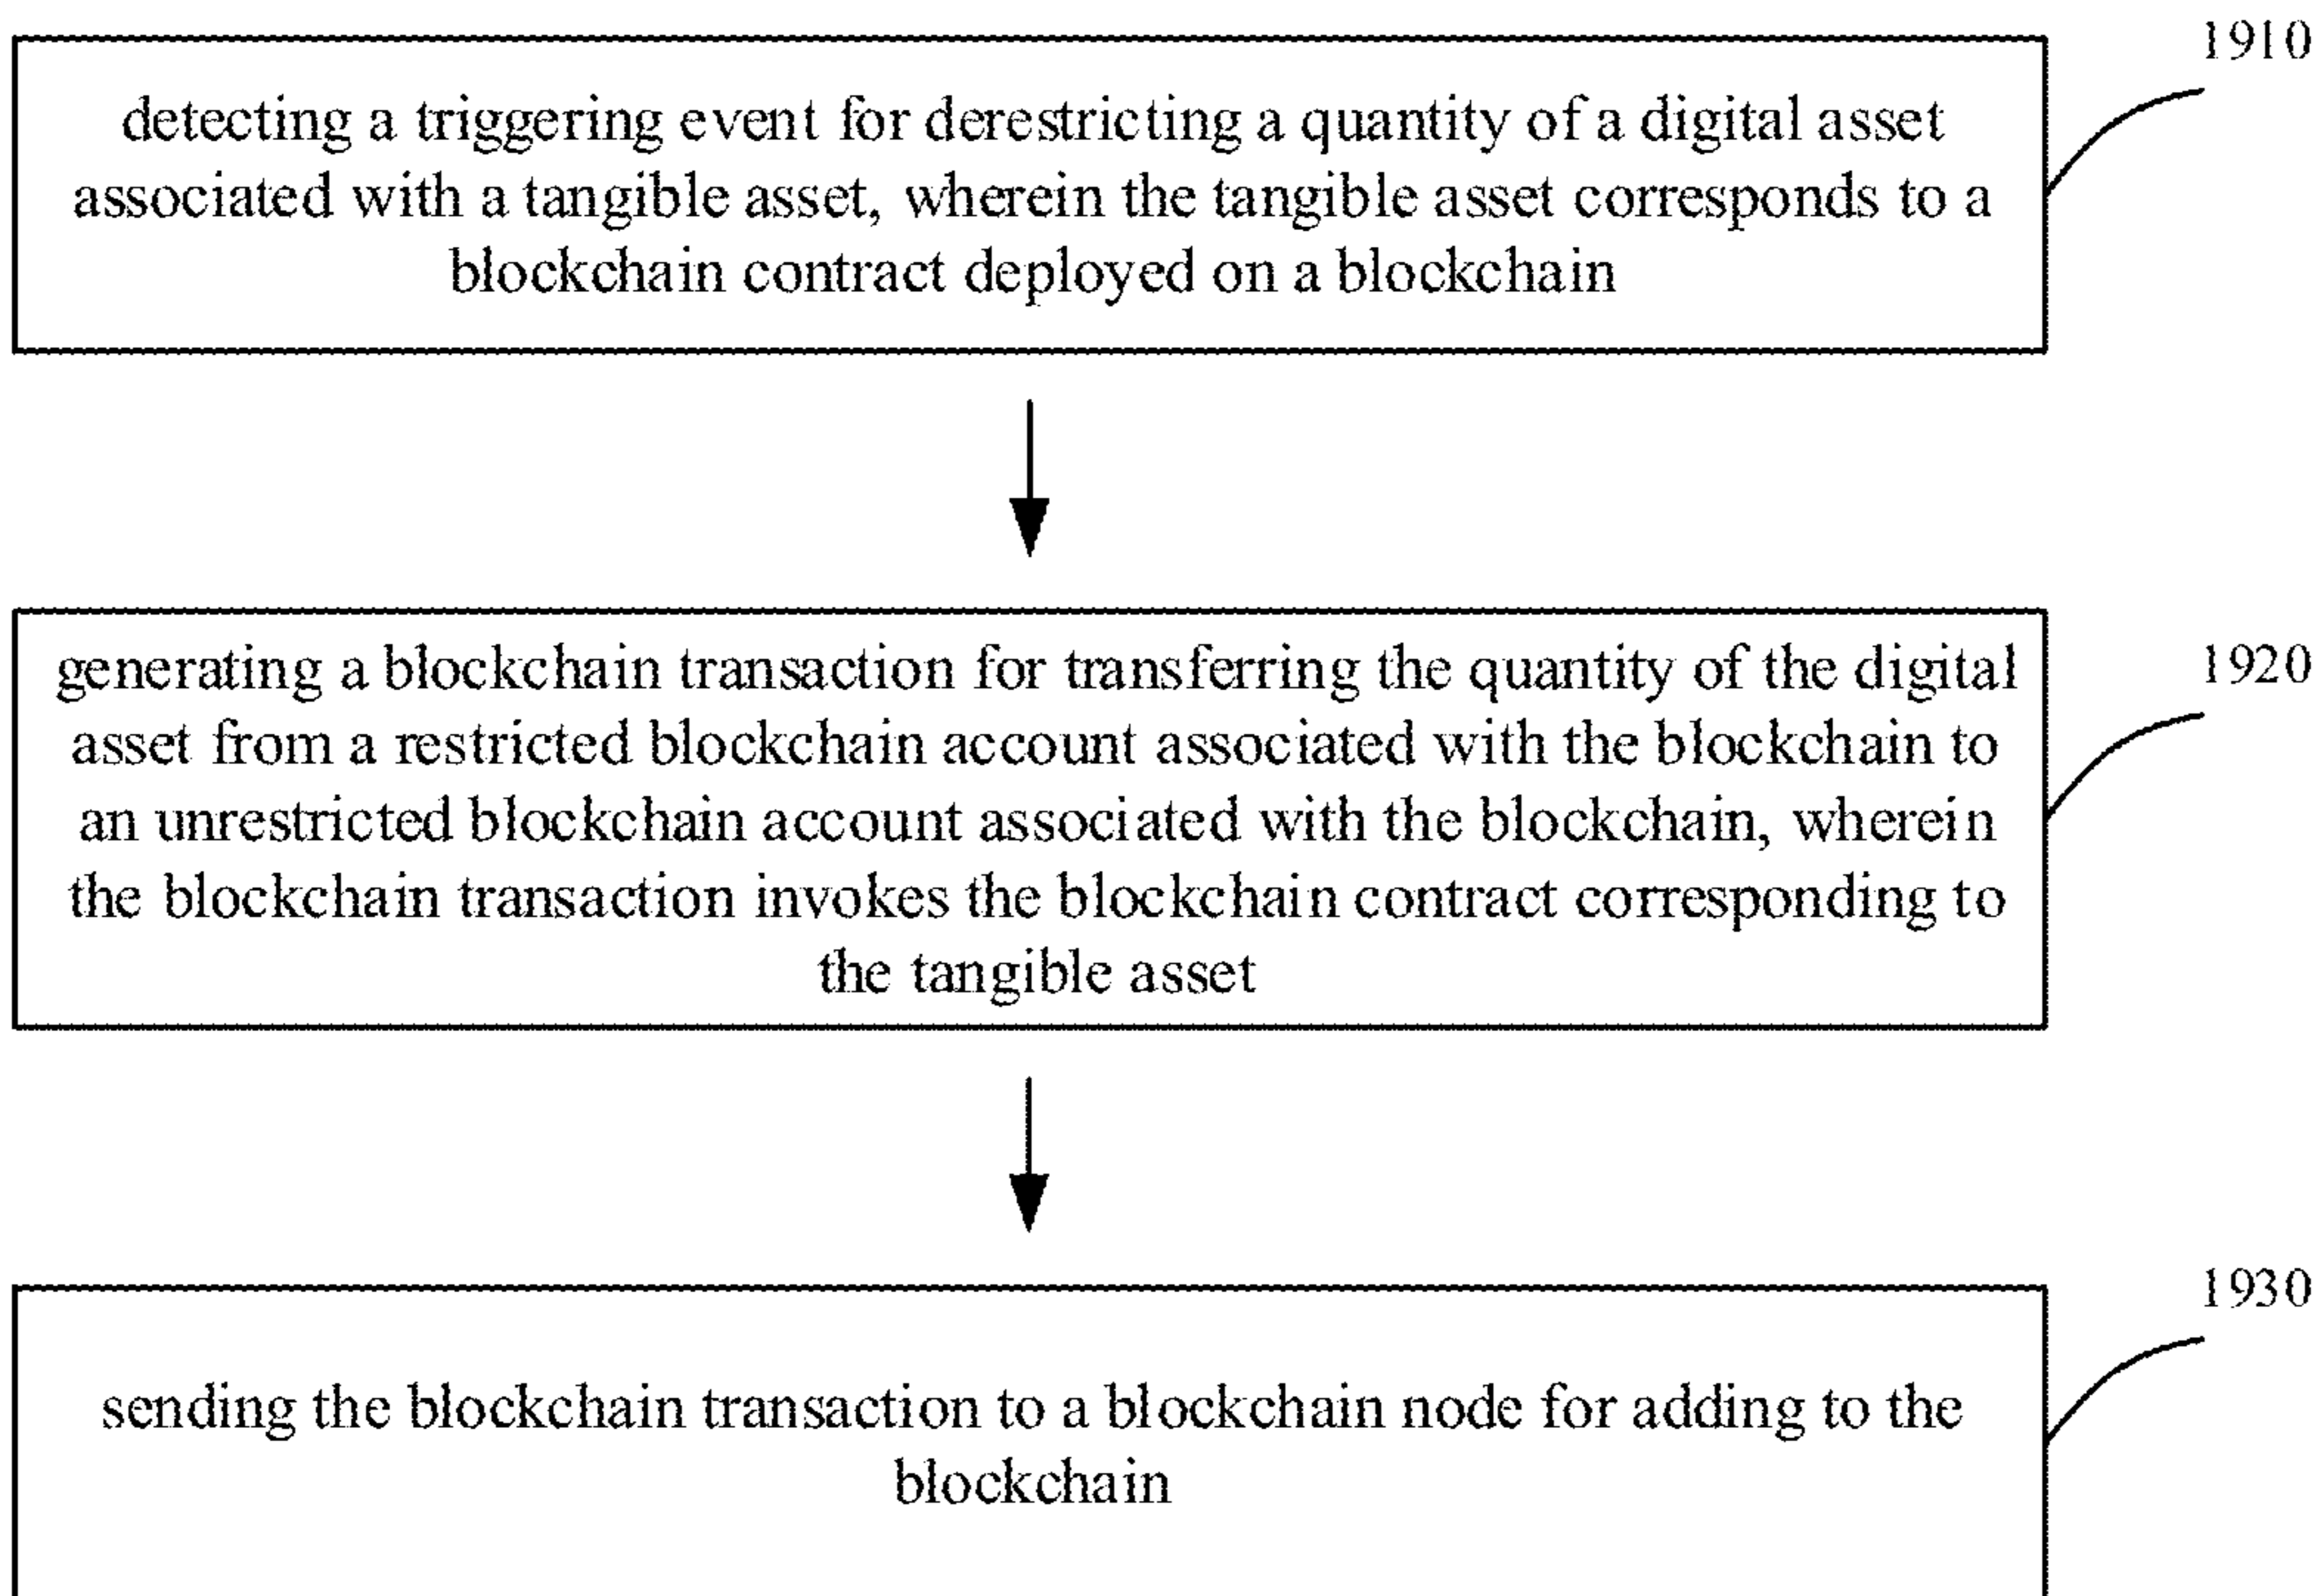 1910
detecting a triggering event for derestricting a quantity of a digital asset
associated with a tangible asset, wherein the tangible asset corresponds to a
blockchain contract deployed on a blockchain
1920
generating a blockchain transaction for transferring the quantity of the digital
asset from a restricted blockchain account associated with the blockchain to
an unrestricted blockchain account associated with the blockchain, wherein
the blockchain transaction invokes the blockchain contract corresponding to
the tangible asset
1930
sending the blockchain transaction to a blockchain node for adding to the
blockchain